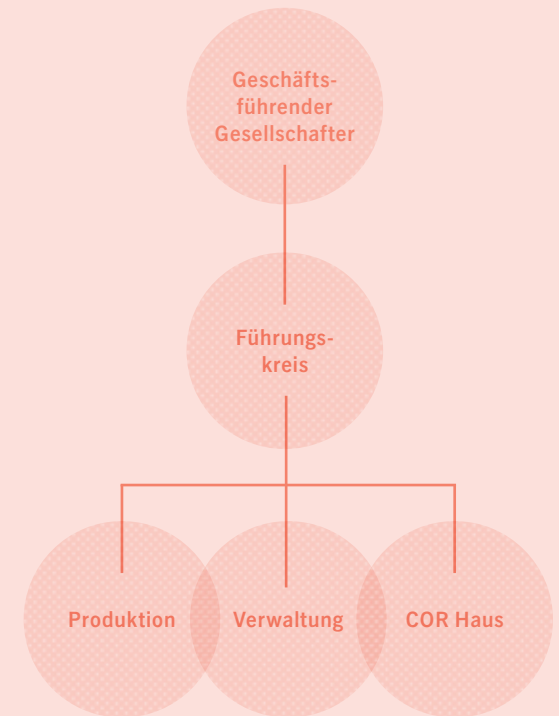 Geschäfts-
führender
Gesellschafter
Führungs-
kreis
Produktion
Verwaltung
COR Haus